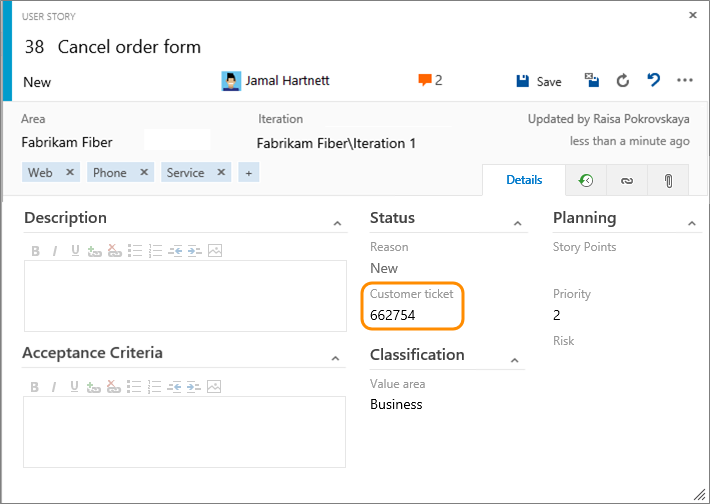 USER STORY
38 Cancel order form
New
Jamal Hartnett
2
Save
Area
Iteration
Updated by Raisa Pokrovskaya
Fabrikam Fiber
Fabrikam Fiber\Iteration 1
less than a minute ago
Web
Phone
Service
+
Details
Description
Status
Planning
B I U
Reason
New
Story Points
Customer ticket
662754
Priority
2
Risk
Acceptance Criteria
Classification
B I U
Value area
Business